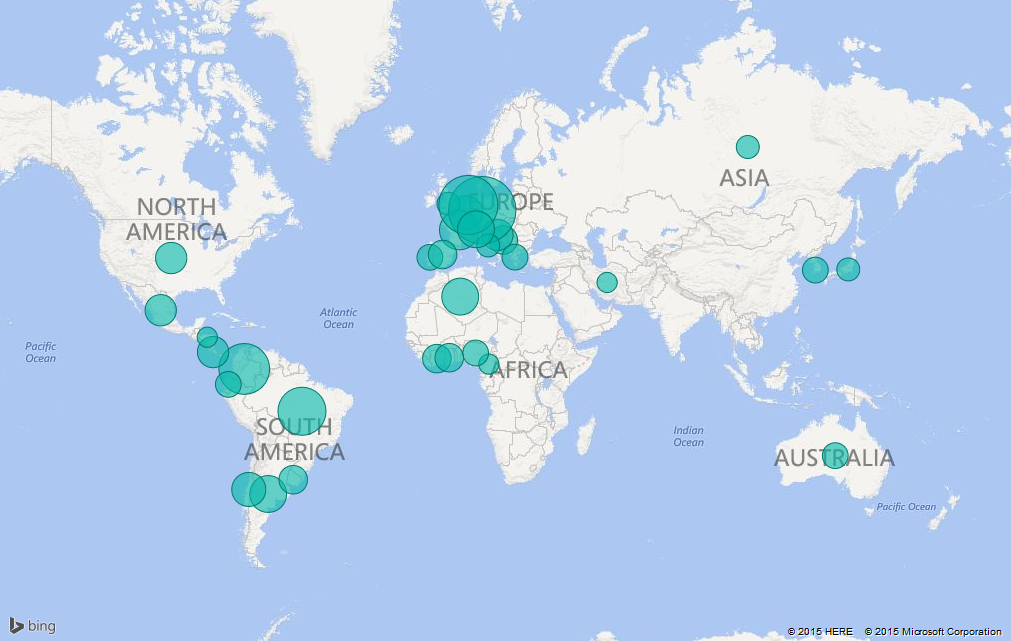 ASIA
EUROPE
NORTH
AMERICA
Atlantic
Ocean
Pacific
Ocean
AFRICA
SOUTH
AMERICA
Indian
Ocean
AUSTRALIA
Pacific Ocean
bing
© 2015 HERE © 2015 Microsoft Corporation